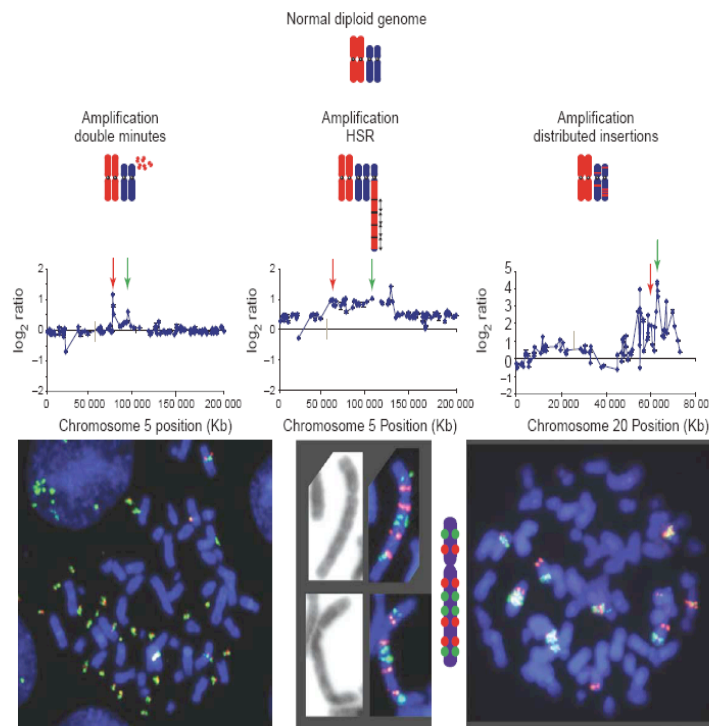 Normal diploid genome
Amplification
double minutes
Amplification
HSR
Amplification
distributed insertions
log2 ratio
2
1
0
−1
−2
0
50 000
100 000
150 000
200 000
Chromosome 5 position (Kb)
log2 ratio
2
1
0
−1
−2
0
50 000
100 000
150 000
200 000
Chromosome 5 Position (Kb)
log2 ratio
5
4
3
2
1
0
−1
−2
0
20 000
40 000
60 000
80 000
Chromosome 20 Position (Kb)